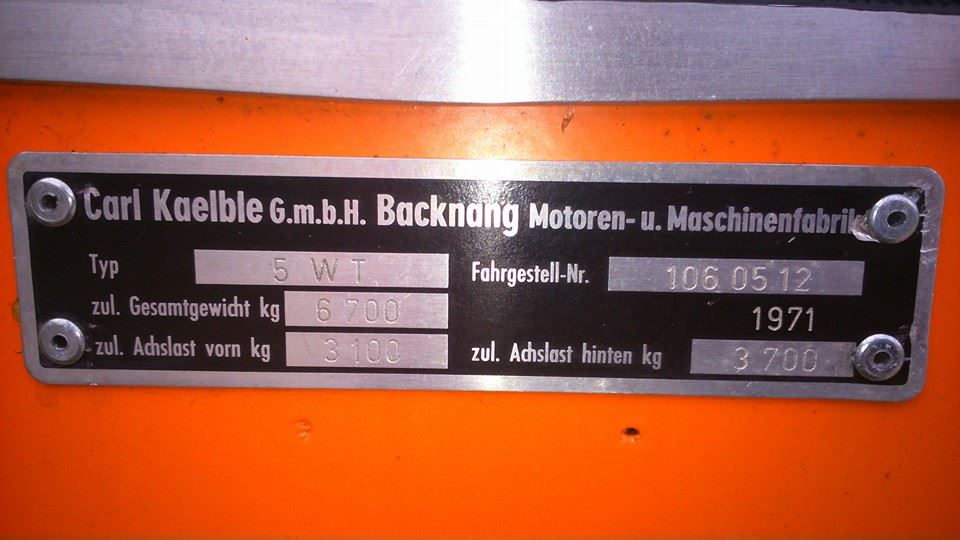 Carl Kaelble G.m.b.H. Backnang Motoren- u. Maschinenfabrik
Typ 5 W T Fahrgestell-Nr. 106 05 12
zul. Gesamtgewicht kg 6 700 1971
zul. Achslast vorn kg 3 100 zul. Achslast hinten kg 3 700